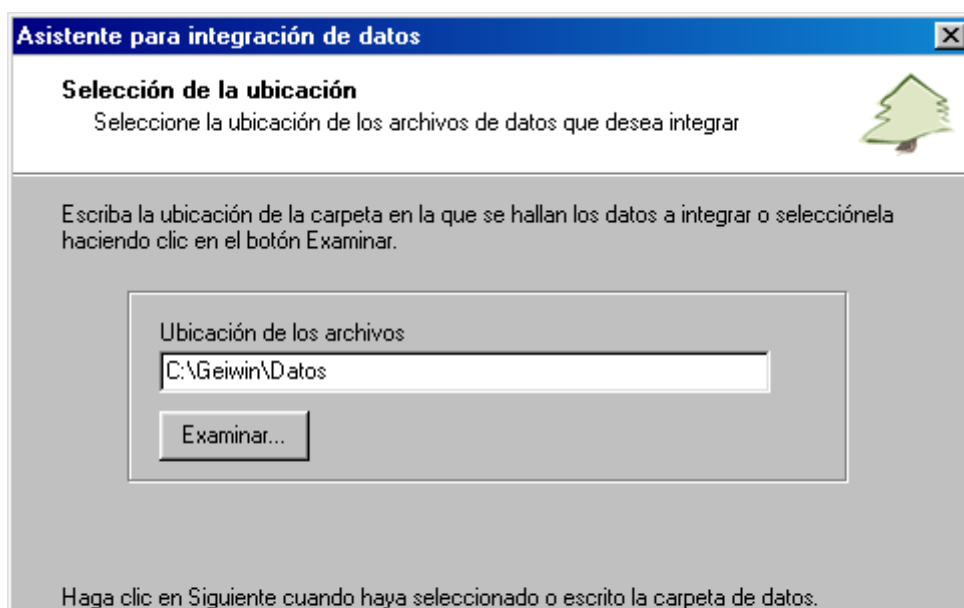 Asistente para integración de datos
Selección de la ubicación
Seleccione la ubicación de los archivos de datos que desea integrar
Escriba la ubicación de la carpeta en la que se hallan los datos a integrar o selecciónela
haciendo clic en el botón Examinar.
Ubicación de los archivos
C:\Geiwin\Datos
Examinar...
Haga clic en Siguiente cuando haya seleccionado o escrito la carpeta de datos.